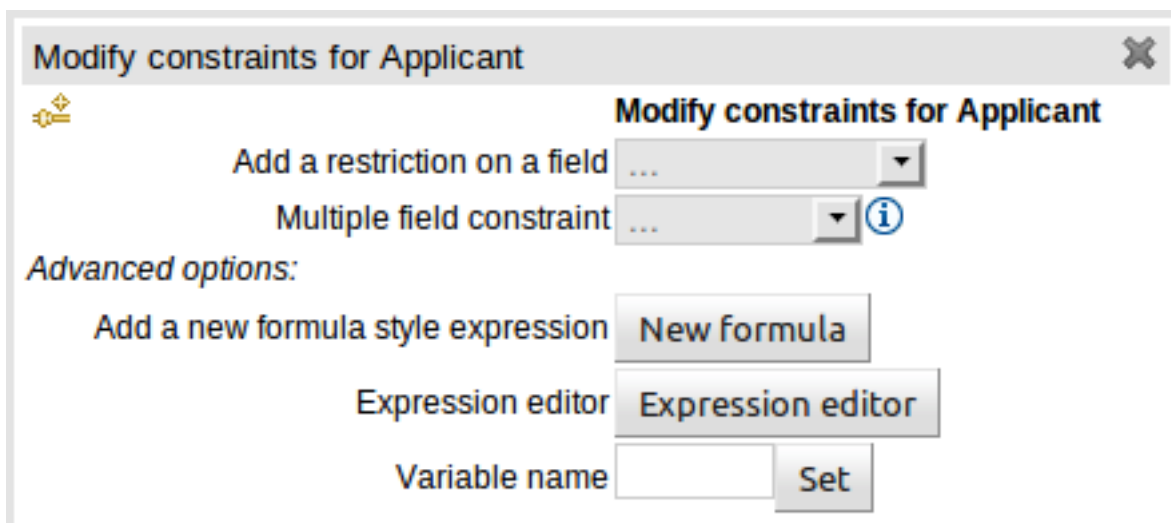 Modify constraints for Applicant
Modify constraints for Applicant
Add a restriction on a field ...
Multiple field constraint ...
Advanced options:
Add a new formula style expression New formula
Expression editor Expression editor
Variable name Set